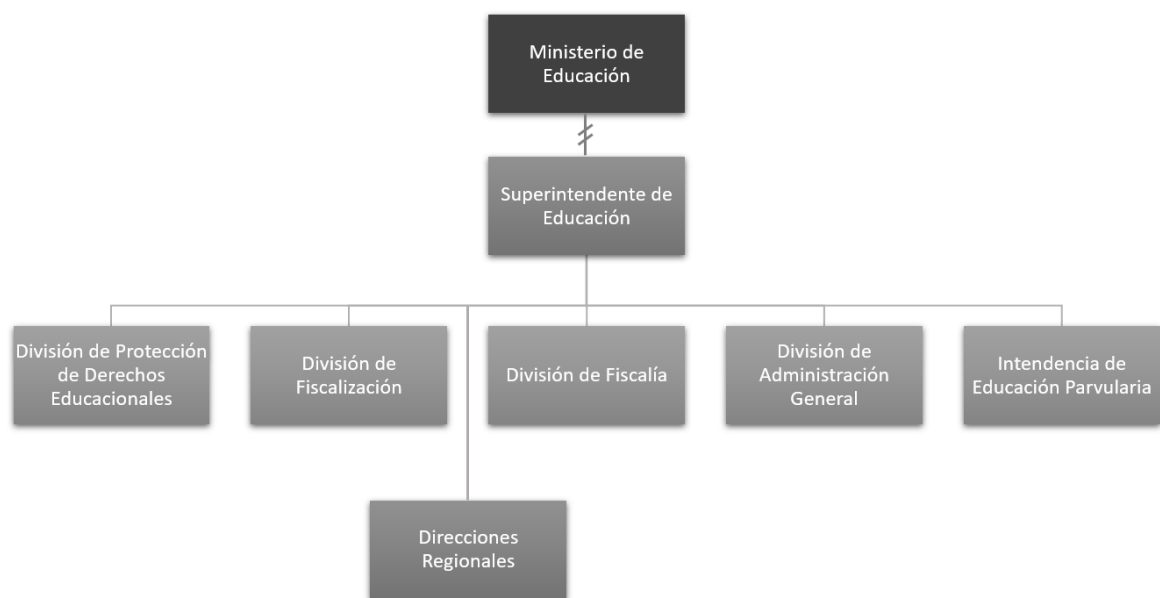 Ministerio de
Educación
Superintendente de
Educación
División de Protección
de Derechos
Educacionales
División de
Fiscalización
División de Fiscalía
División de
Administración
General
Intendencia de
Educación Parvularia
Direcciones
Regionales